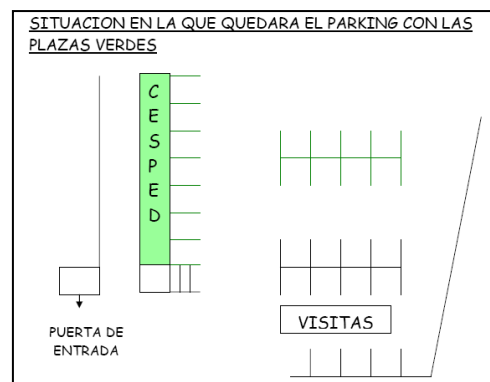 SITUACION EN LA QUE QUEDARA EL PARKING CON LAS
PLAZAS VERDES
C
E
S
P
E
D
VISITAS
PUERTA DE
ENTRADA